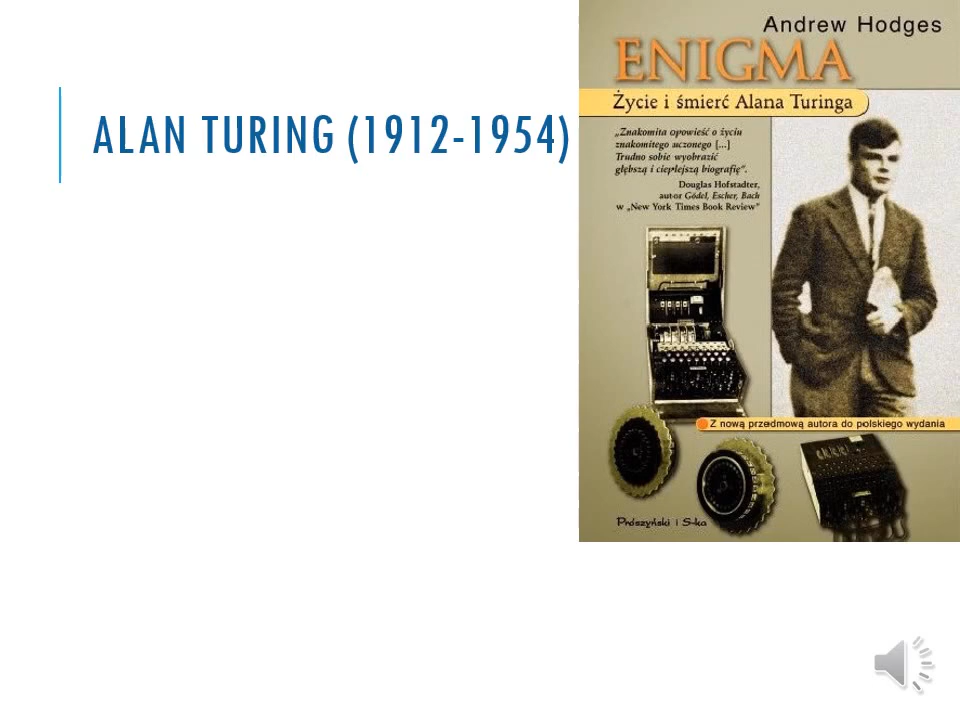 ALAN TURING (1912-1954)
Andrew Hodges
ENIGMA
Życie i śmierć Alana Turinga
„Znakomita opowieść o życiu
znakomitego uczonego [...]
Trudno sobie wyobrazić
głębszą i cieplejszą biografię”.
Douglas Hofstadter,
autor Gödel, Escher, Bach
w „New York Times Book Review”
Z nową przedmową autora do polskiego wydania
Prószyński i S-ka